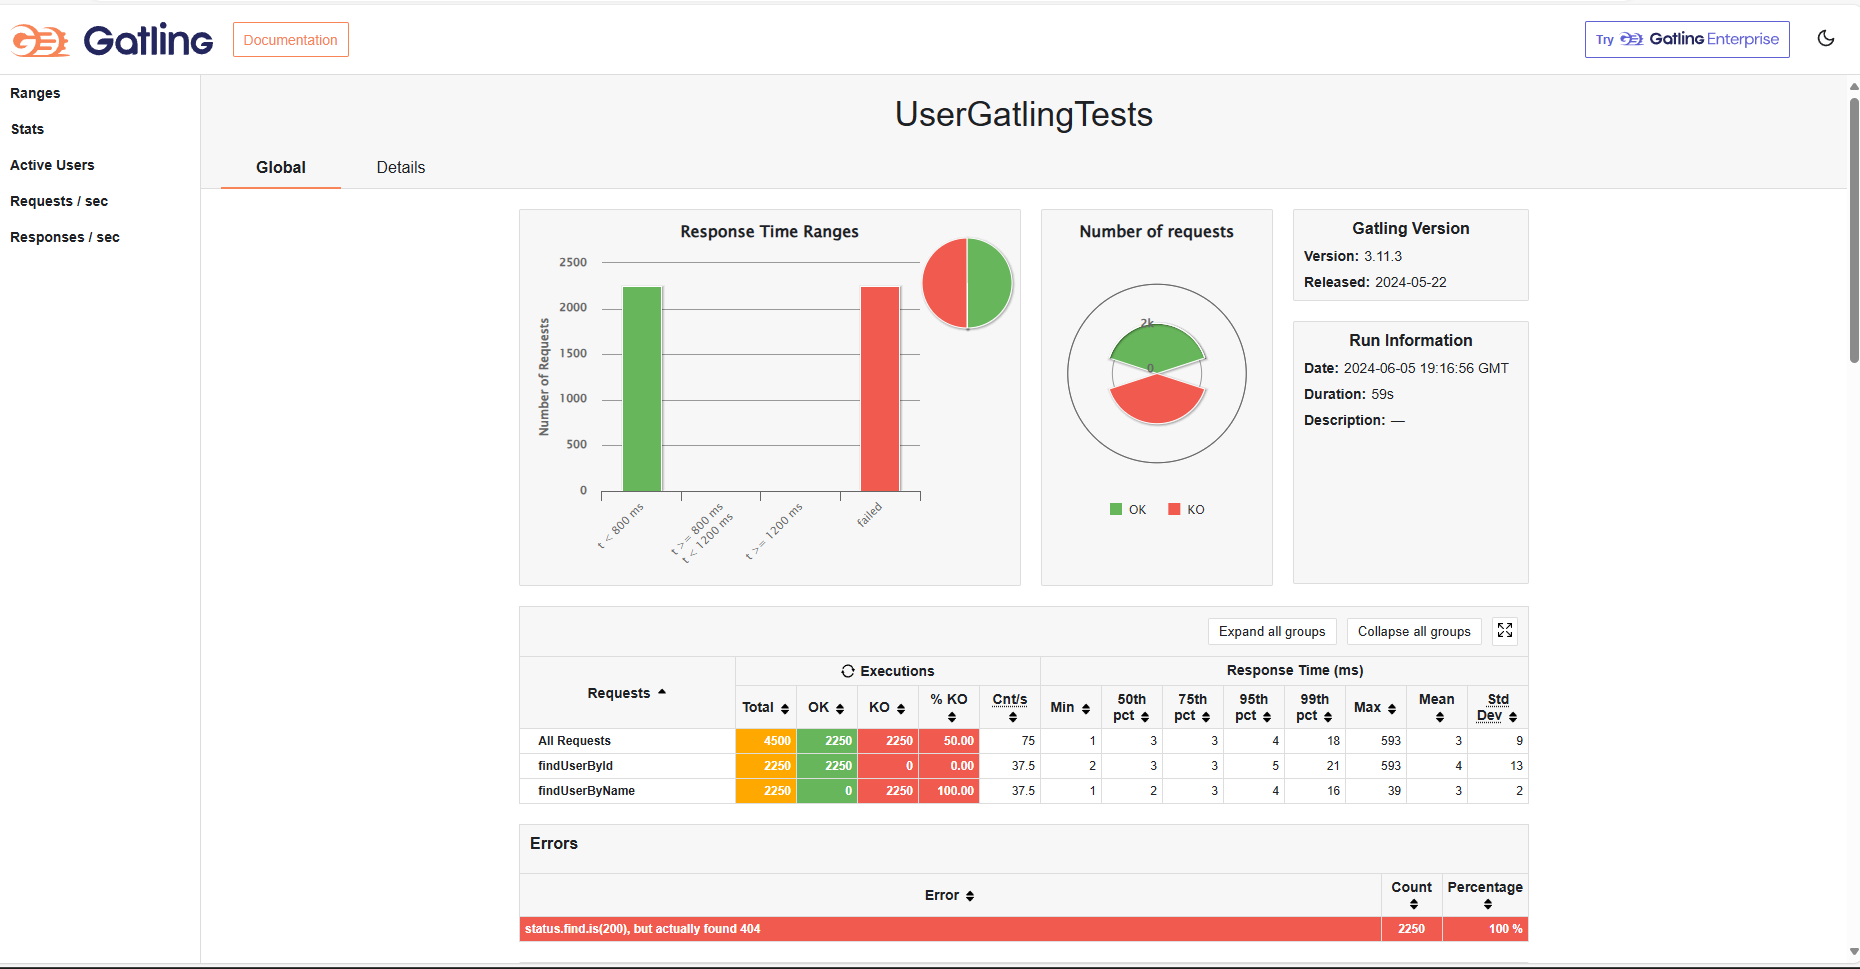 Gatling
Documentation
Try Gatling Enterprise
Ranges
Stats
Active Users
Requests / sec
Responses / sec
UserGatlingTests
Global
Details
Response Time Ranges
Number of Requests
2500
2000
1500
1000
500
0
t < 800 ms
t >= 800 ms
t < 1200 ms
t >= 1200 ms
failed
Number of requests
2k
0
OK
KO
Gatling Version
Version: 3.11.3
Released: 2024-05-22
Run Information
Date: 2024-06-05 19:16:56 GMT
Duration: 59s
Description: —
Expand all groups
Collapse all groups
Requests
Executions
Response Time (ms)
Total OK KO % KO Cnt/s Min 50th pct 75th pct 95th pct 99th pct Max Mean Std Dev
All Requests 4500 2250 2250 50.00 75 1 3 3 4 18 593 3 9
findUserById 2250 2250 0 0.00 37.5 2 3 3 5 21 593 4 13
findUserByName 2250 0 2250 100.00 37.5 1 2 3 4 16 39 3 2
Errors
Error Count Percentage
status.find.is(200), but actually found 404 2250 100 %